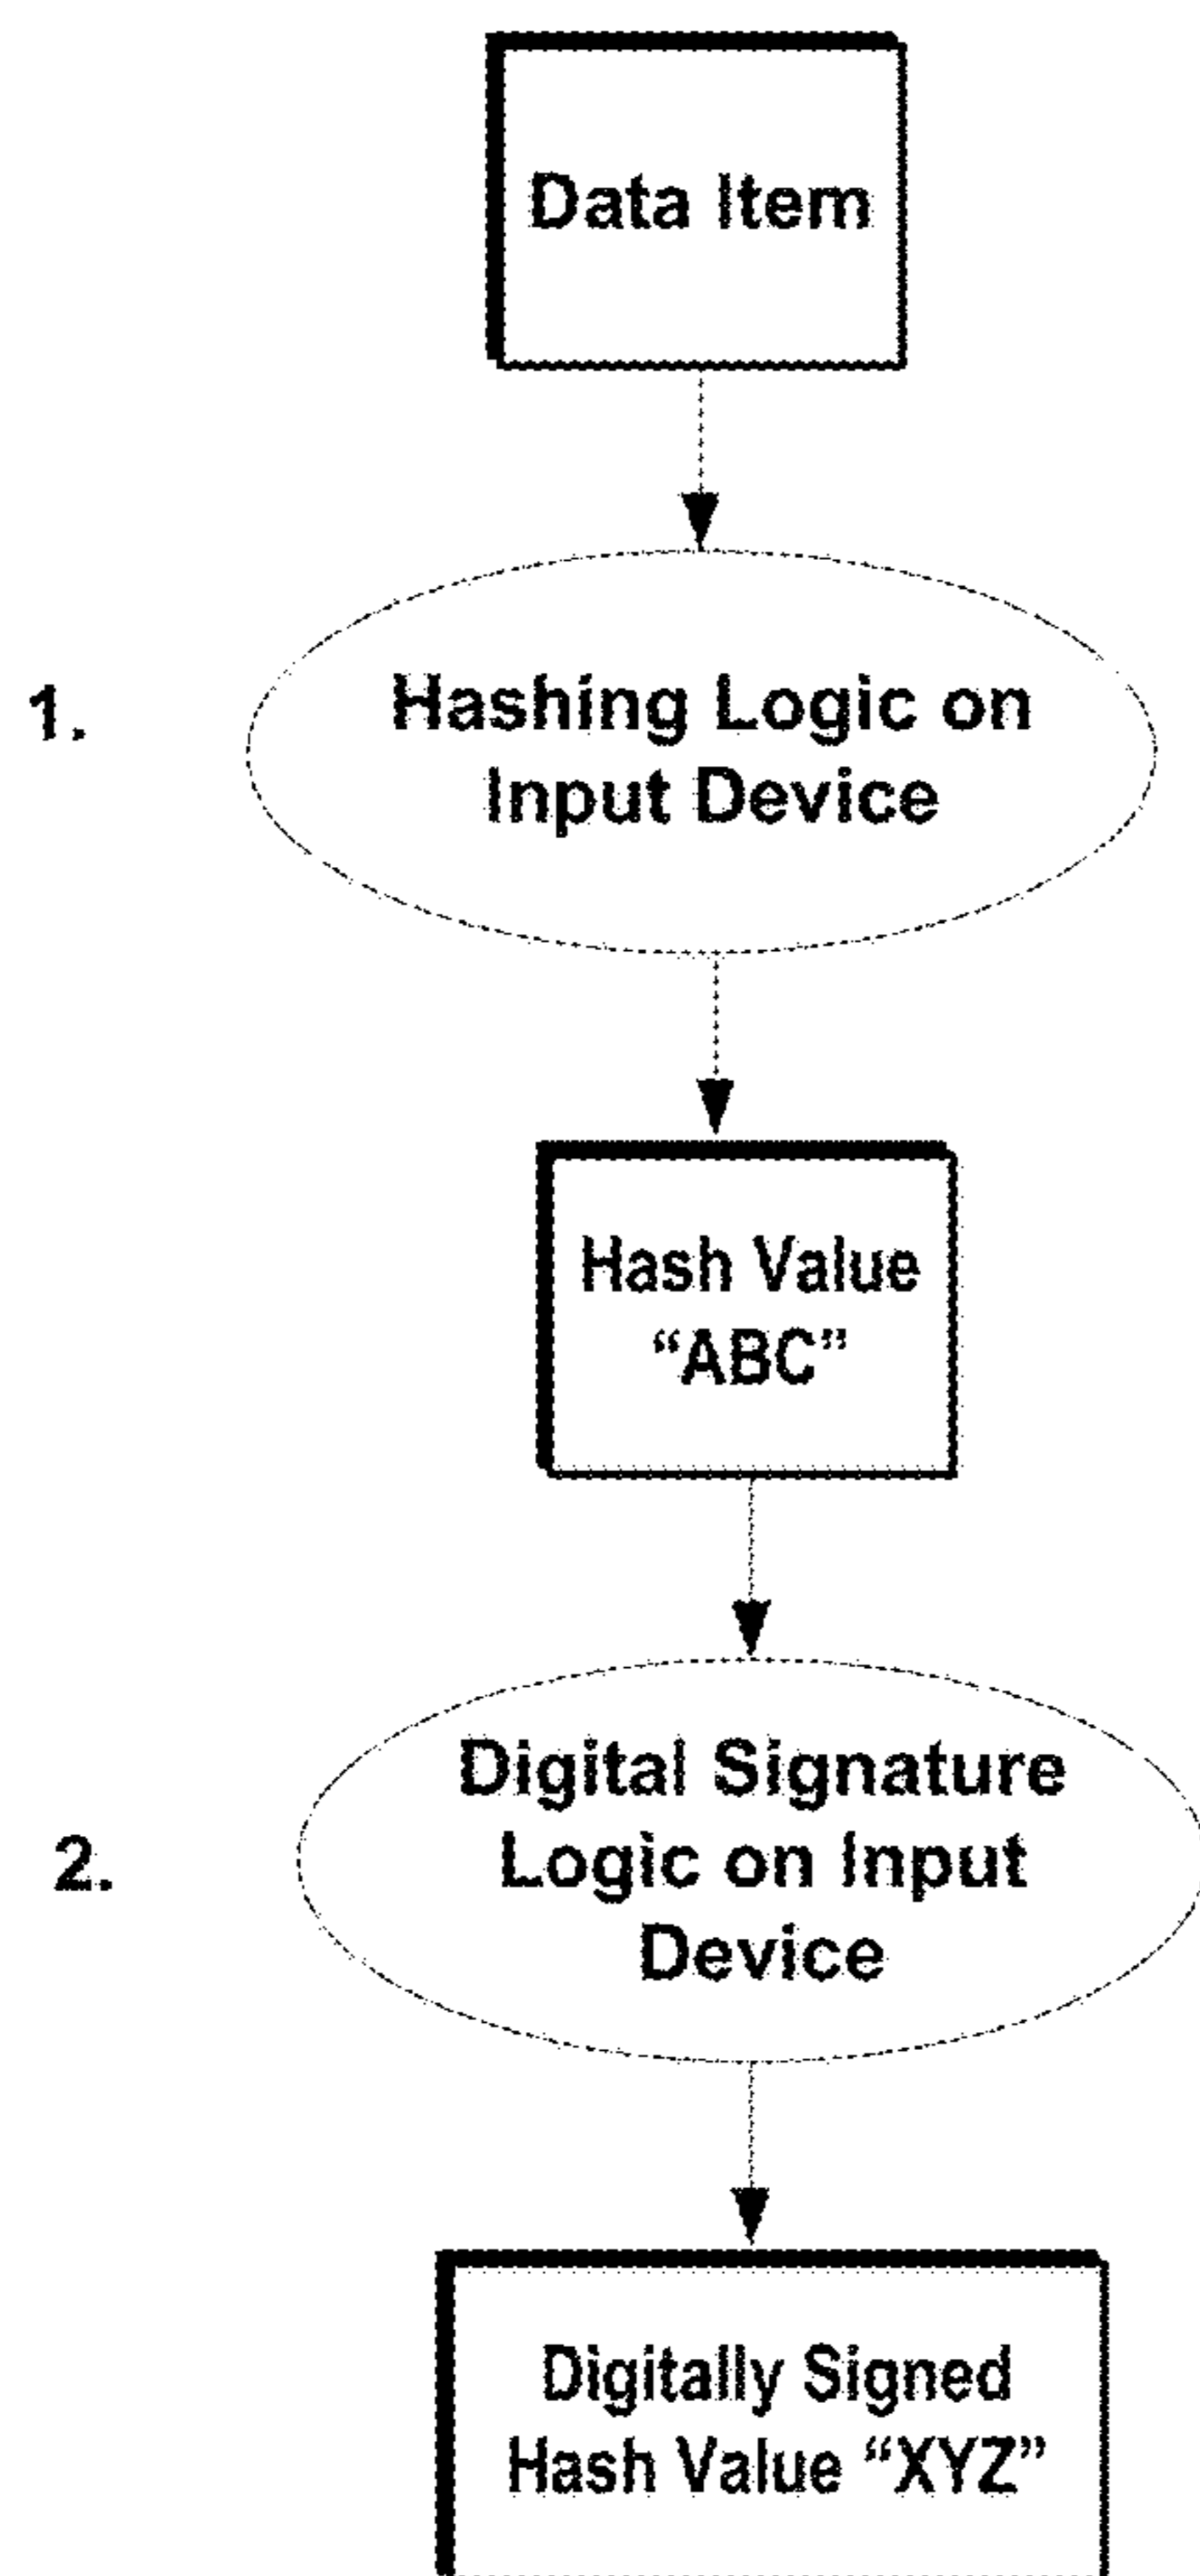 Data Item
1.
Hashing Logic on
Input Device
Hash Value
“ABC”
2.
Digital Signature
Logic on Input
Device
Digitally Signed
Hash Value “XYZ”